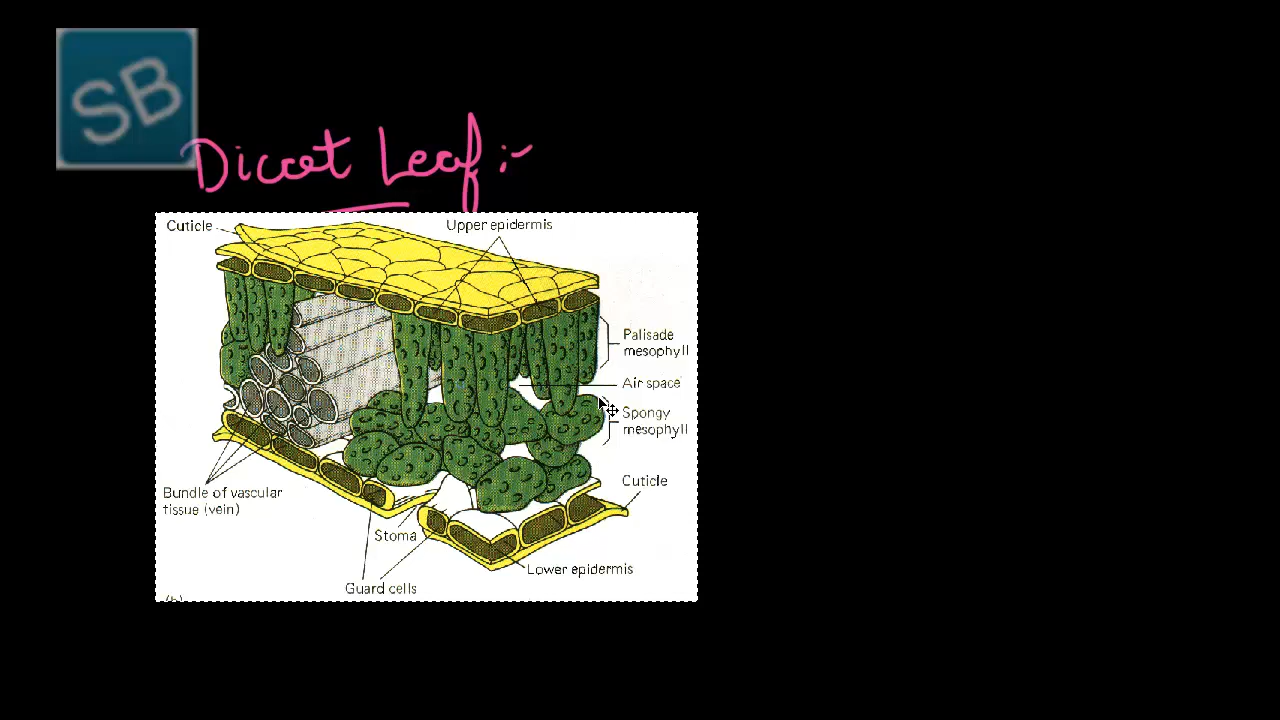 SB
Dicot Leaf :-
Cuticle
Upper epidermis
Palisade
mesophyll
Air space
Spongy
mesophyll
Cuticle
Bundle of vascular
tissue (vein)
Stoma
Lower epidermis
Guard cells